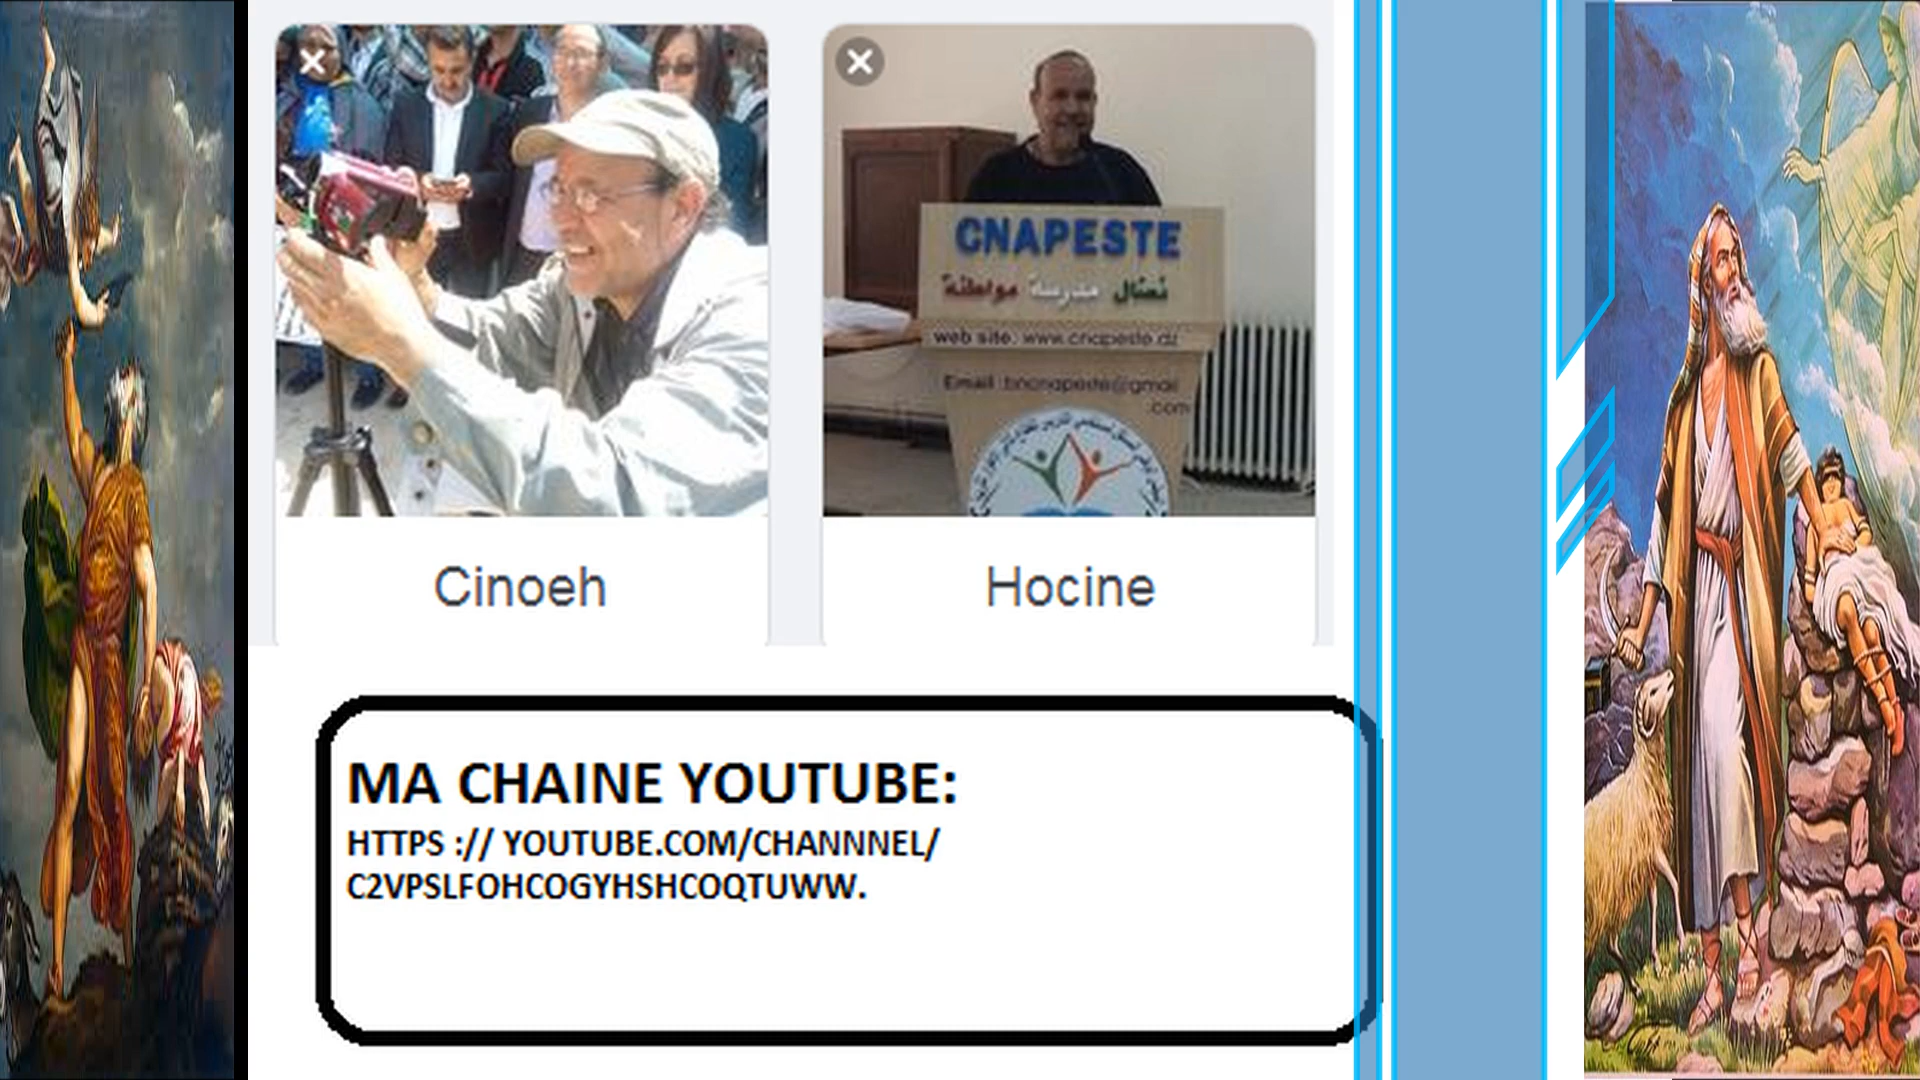 CNAPESTE
نضال مدرسة مواطنة
web site: www.cnapeste.dz
.com
Cinoeh
Hocine
MA CHAINE YOUTUBE:
HTTPS :// YOUTUBE.COM/CHANNNEL/
C2VPSLFOHCOGYHSHCOQTUWW.